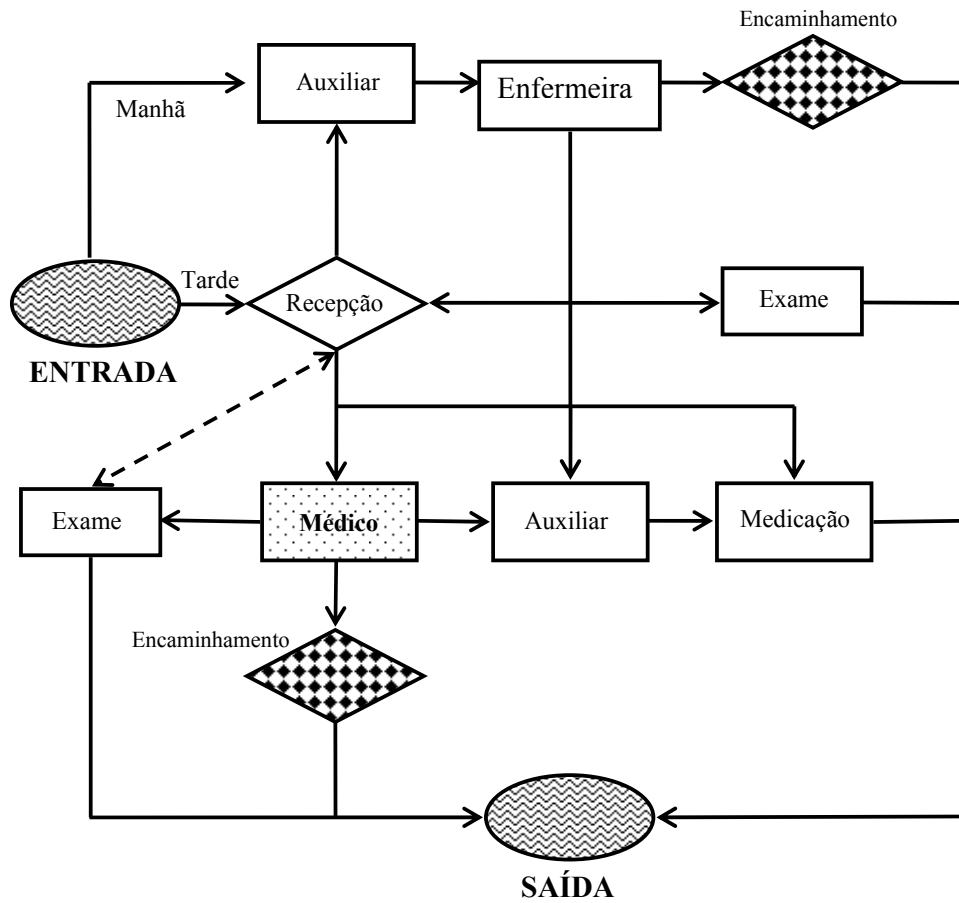 Encaminhamento
Auxiliar
Enfermeira
Manhã
Tarde
Recepção
Exame
ENTRADA
Exame
Médico
Auxiliar
Medicação
Encaminhamento
SAÍDA